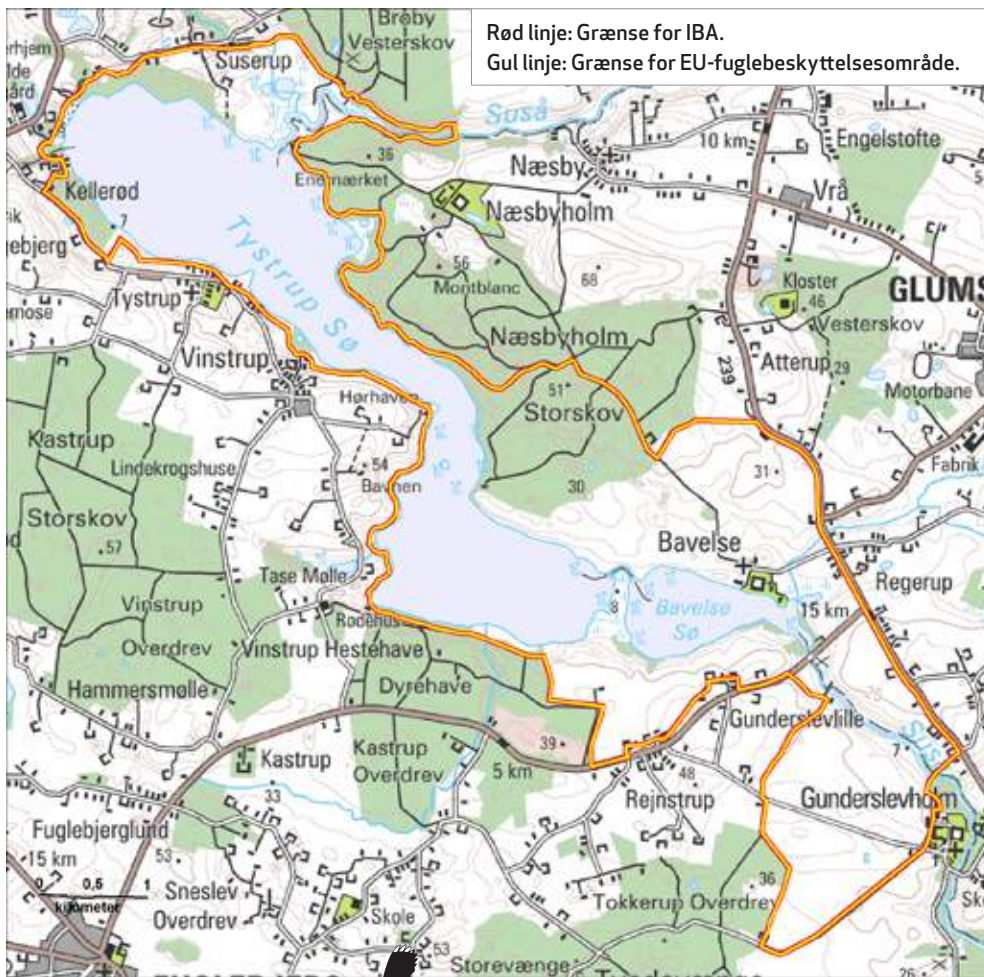 Rød linje: Grænse for IBA.
Gul linje: Grænse for EU-fuglebeskyttelsesområde.
Broby
Vesterskov
Suserup
Suså
Engelstofte
10 km
Næsby
36
Enemærket
Vrå
Kellerød
Næsbyholm
7
Tystrup Sø
56
68
Kloster
Montblanc
46
GLUMS
Tystrup
Vesterskov
Næsbyholm
Vinstrup
239
Atterup
29
51
Hørhaven
Storskov
Motorbane
Kastrup
Lindekrogshuse
54
31
Fabrik
Bavnen
30
Storskov
57
Bavelse
Tase Mølle
Regerup
Vinstrup
8
Bavelse
15 km
Rodehus
Sø
Overdrev
Vinstrup Hestehave
Hammersmølle
Dyrehave
Gunderslevlille
39
7
Kastrup
Kastrup
Overdrev
5 km
48
33
Rejnstrup
Gunderslevholm
Fuglebjerglund
15 km
53
0 0,5 1
kilometer
Sneslev
Overdrev
36
Tokkerup Overdrev
Skole
53
Storevænge